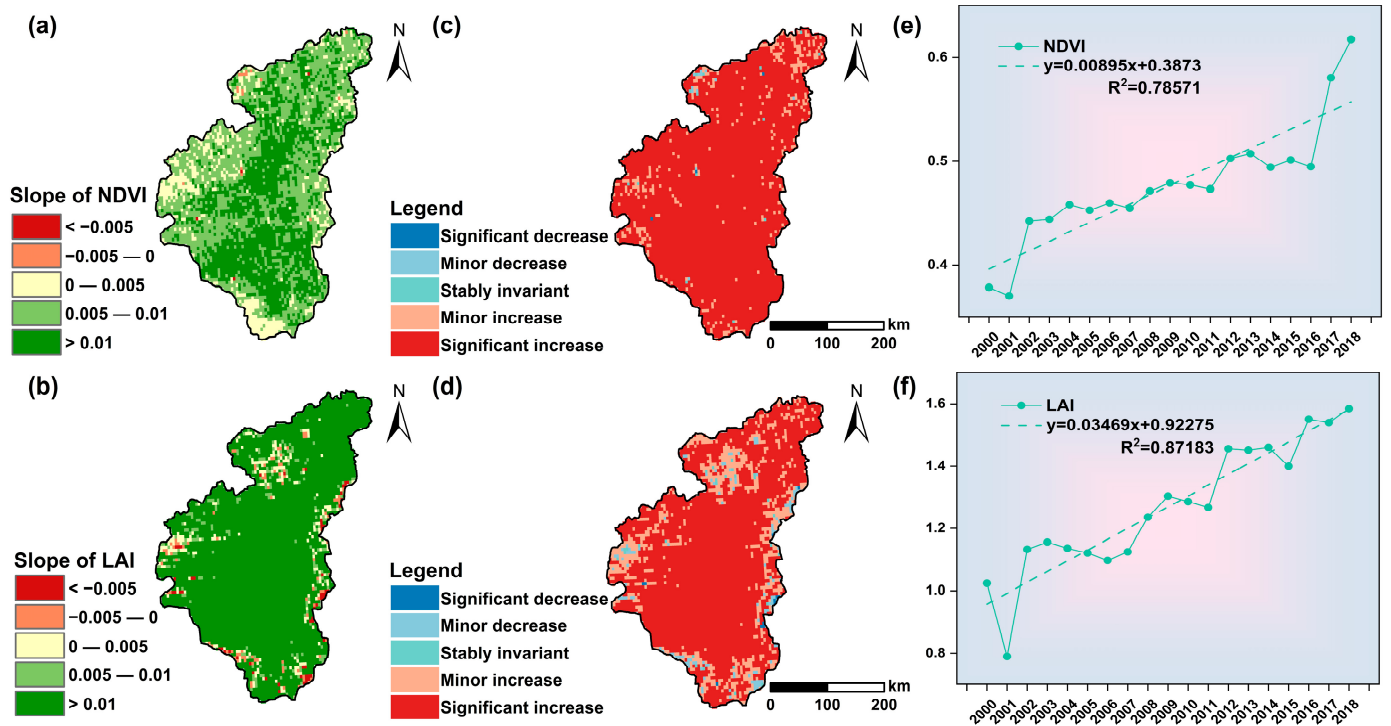 (a)
N
Slope of NDVI
< −0.005
−0.005 — 0
0 — 0.005
0.005 — 0.01
> 0.01
(c)
N
Legend
Significant decrease
Minor decrease
Stably invariant
Minor increase
Significant increase
km
0 100 200
(e)
NDVI
y=0.00895x+0.3873
R²=0.78571
0.6
0.5
0.4
2000 2001 2002 2003 2004 2005 2006 2007 2008 2009 2010 2011 2012 2013 2014 2015 2016 2017 2018
(b)
N
Slope of LAI
< −0.005
−0.005 — 0
0 — 0.005
0.005 — 0.01
> 0.01
(d)
N
Legend
Significant decrease
Minor decrease
Stably invariant
Minor increase
Significant increase
km
0 100 200
(f)
LAI
y=0.03469x+0.92275
R²=0.87183
1.6
1.4
1.2
1.0
0.8
2000 2001 2002 2003 2004 2005 2006 2007 2008 2009 2010 2011 2012 2013 2014 2015 2016 2017 2018